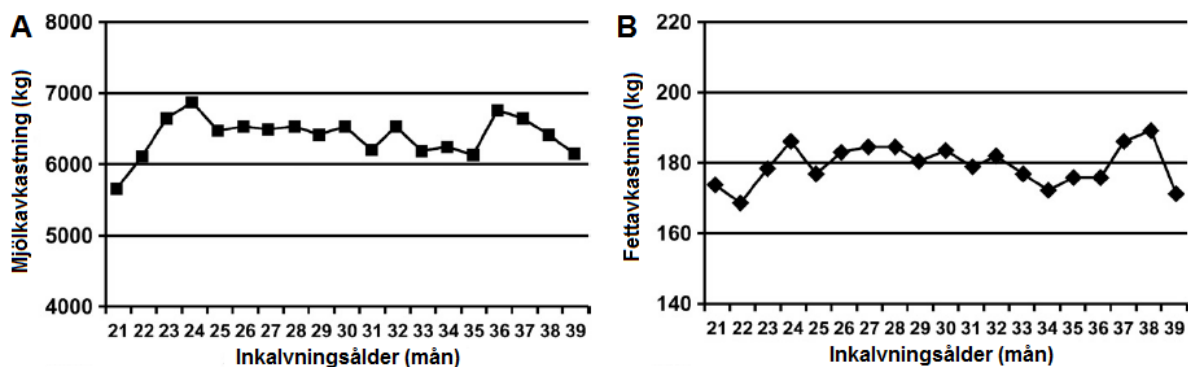 A
8000
7000
6000
5000
4000
Mjölkavkastning (kg)
21 22 23 24 25 26 27 28 29 30 31 32 33 34 35 36 37 38 39
Inkalvningsålder (mån)
B
220
200
180
160
140
Fettavkastning (kg)
21 22 23 24 25 26 27 28 29 30 31 32 33 34 35 36 37 38 39
Inkalvningsålder (mån)